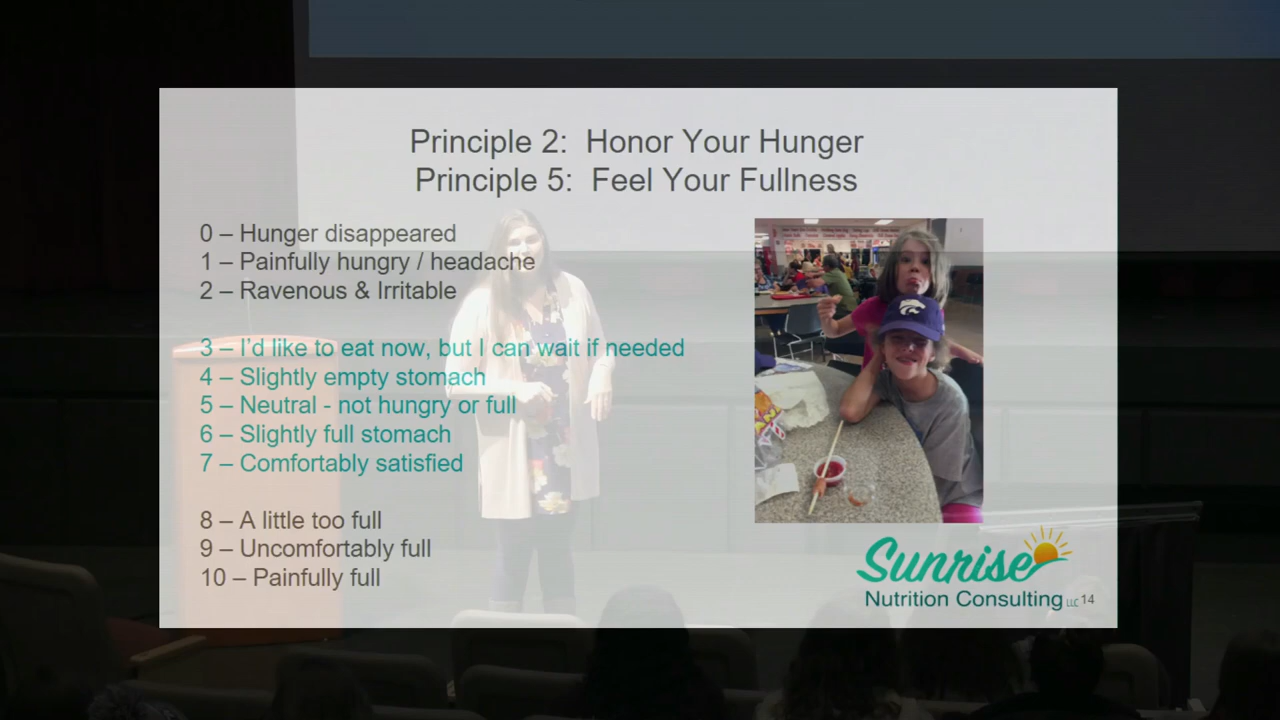 Principle 2: Honor Your Hunger
Principle 5: Feel Your Fullness
0 – Hunger disappeared
1 – Painfully hungry / headache
2 – Ravenous & Irritable
3 – I'd like to eat now, but I can wait if needed
4 – Slightly empty stomach
5 – Neutral - not hungry or full
6 – Slightly full stomach
7 – Comfortably satisfied
8 – A little too full
9 – Uncomfortably full
10 – Painfully full
Sunrise
Nutrition Consulting LLC 14